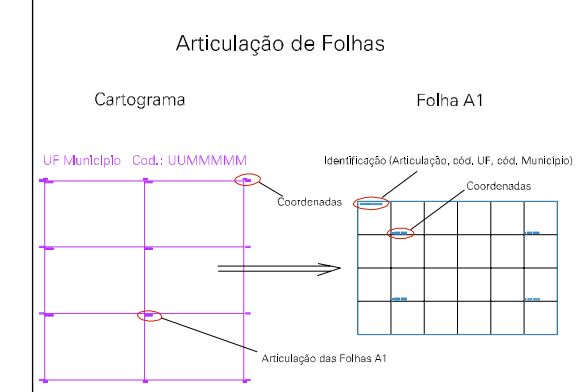 Articulação de Folhas
Cartograma
Folha A1
UF Município Cod.: UUMMMMM
Identificação (Articulação, cód. UF, cód. Município)
Coordenadas
Coordenadas
Articulação das Folhas A1